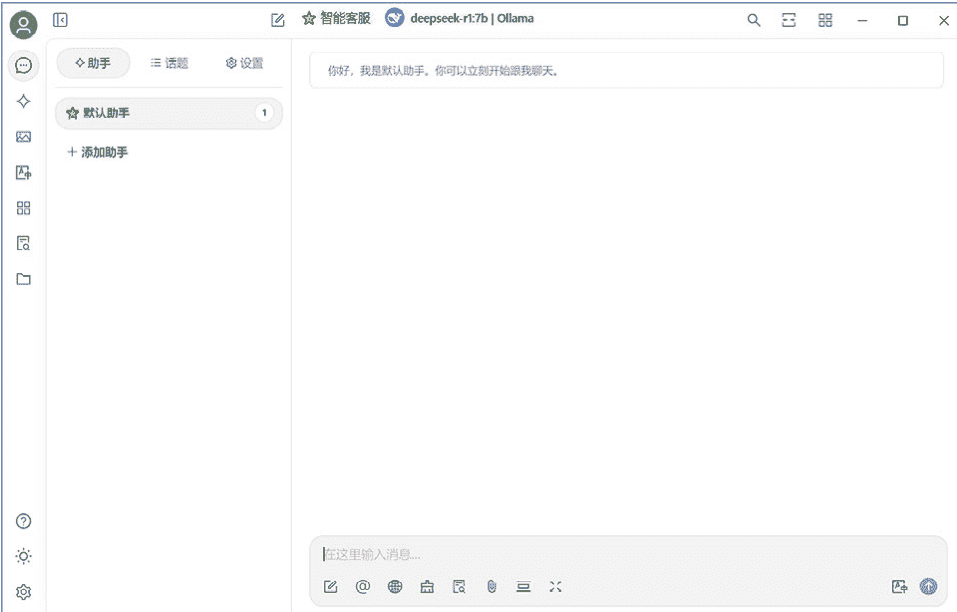 智能客服 deepseek-r1:7b | Ollama
助手 话题 设置
默认助手 1
添加助手
你好，我是默认助手。你可以立刻开始跟我聊天。
在这里输入消息...